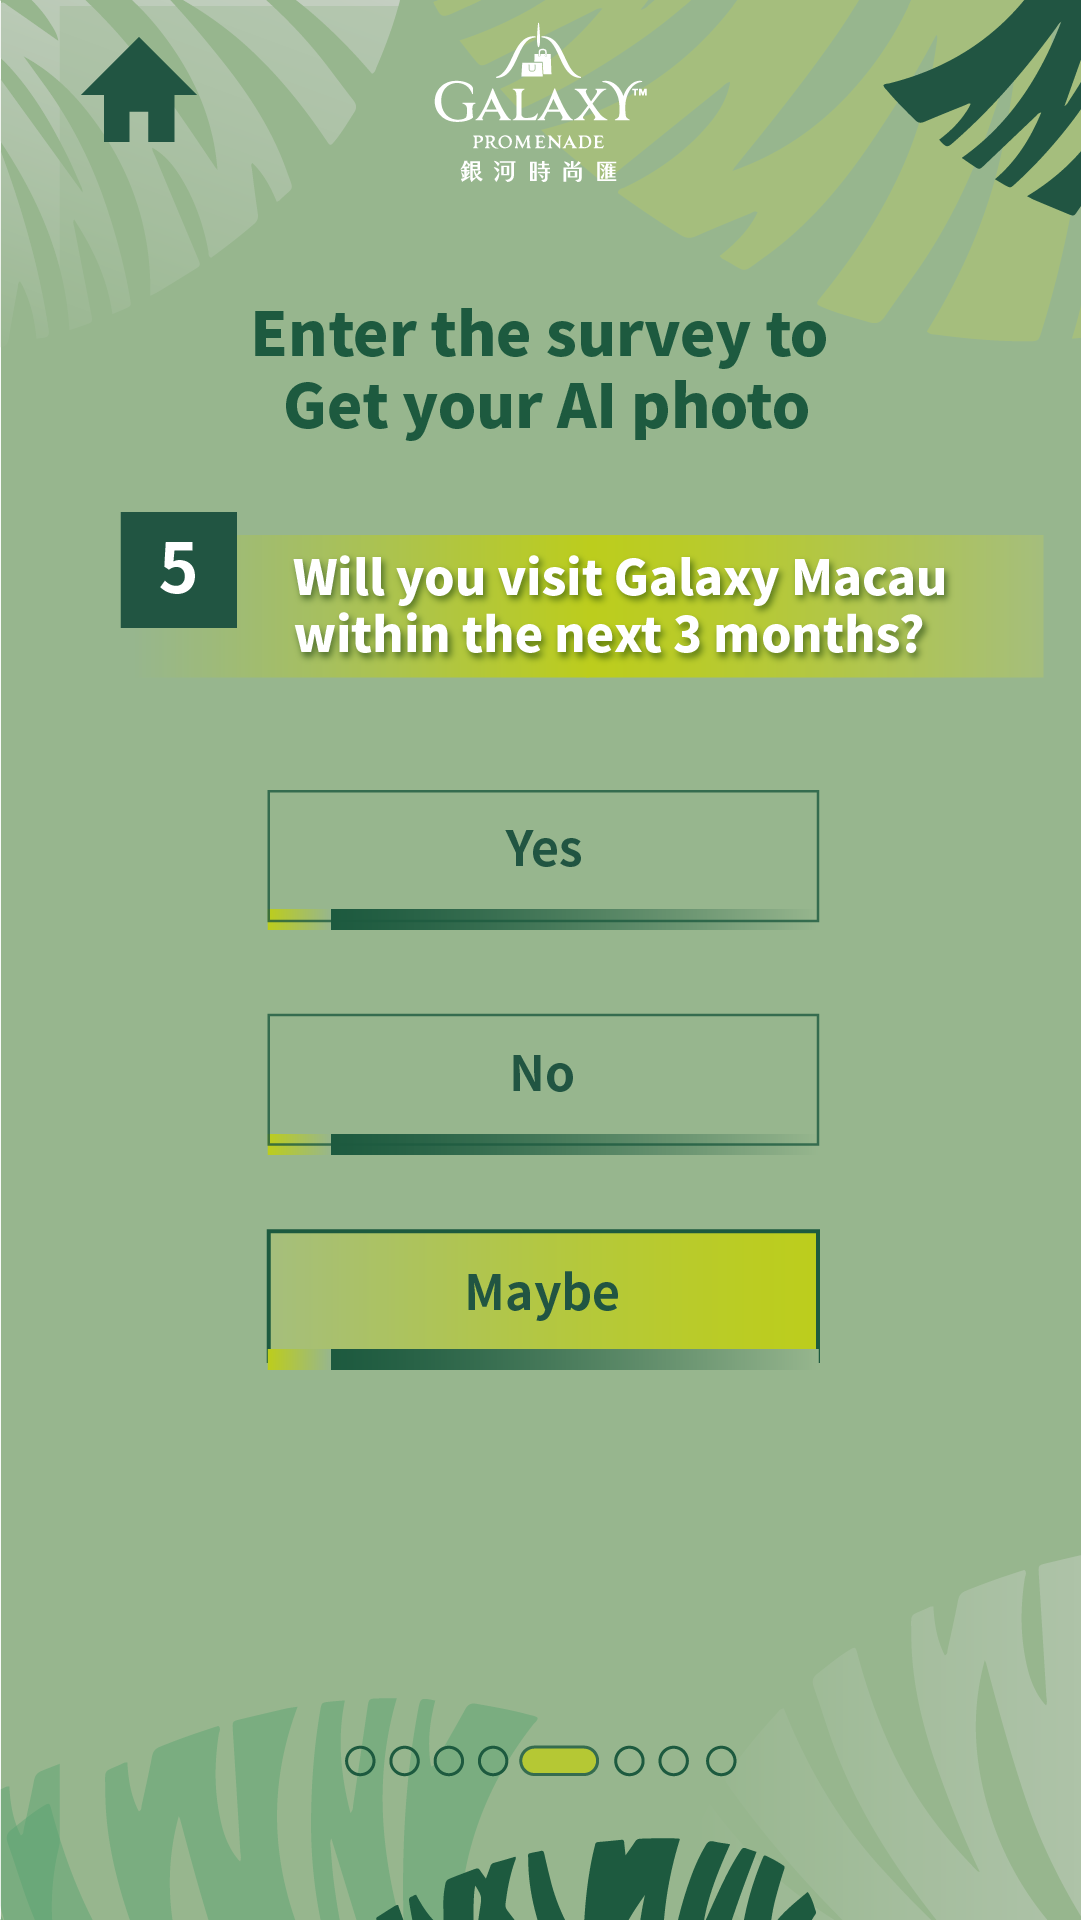 GALAXY™
PROMENADE
銀河時尚匯
Enter the survey to
Get your AI photo
5
Will you visit Galaxy Macau
within the next 3 months?
Yes
No
Maybe